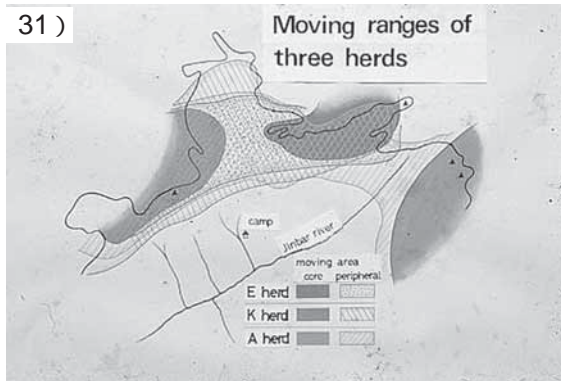 31）
Moving ranges of
three herds
camp
Jinbar river
moving area
core peripheral
E herd
K herd
A herd